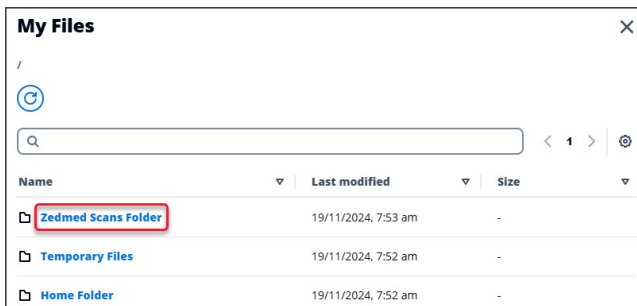 My Files
/
1
Name Last modified Size
Zedmed Scans Folder 19/11/2024, 7:53 am -
Temporary Files 19/11/2024, 7:52 am -
Home Folder 19/11/2024, 7:52 am -